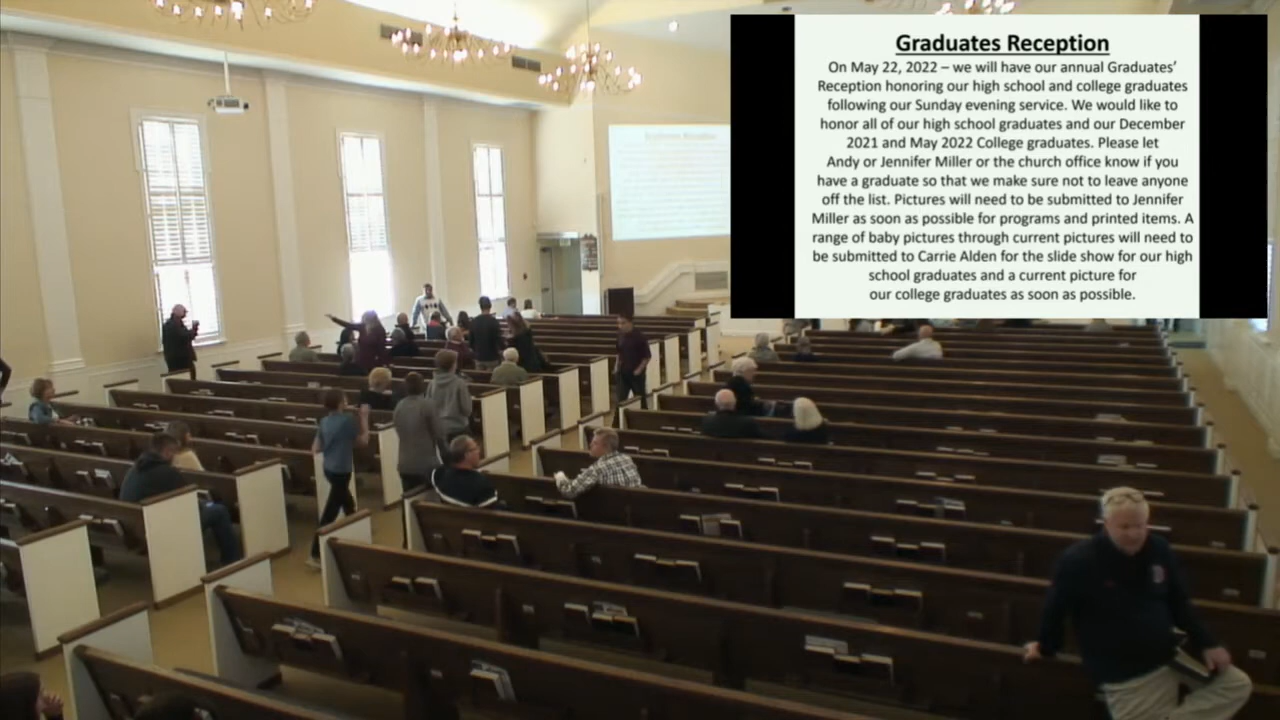 Graduates Reception
On May 22, 2022 – we will have our annual Graduates'
Reception honoring our high school and college graduates
following our Sunday evening service. We would like to
honor all of our high school graduates and our December
2021 and May 2022 College graduates. Please let
Andy or Jennifer Miller or the church office know if you
have a graduate so that we make sure not to leave anyone
off the list. Pictures will need to be submitted to Jennifer
Miller as soon as possible for programs and printed items. A
range of baby pictures through current pictures will need to
be submitted to Carrie Alden for the slide show for our high
school graduates and a current picture for
our college graduates as soon as possible.